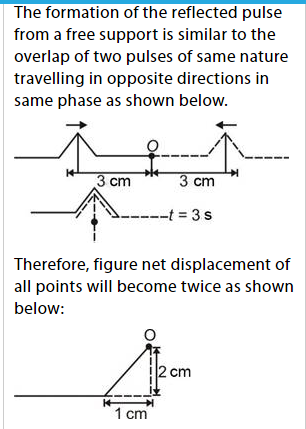 The formation of the reflected pulse
from a free support is similar to the
overlap of two pulses of same nature
travelling in opposite directions in
same phase as shown below.
O
3 cm 3 cm
t = 3 s
Therefore, figure net displacement of
all points will become twice as shown
below:
O
2 cm
1 cm